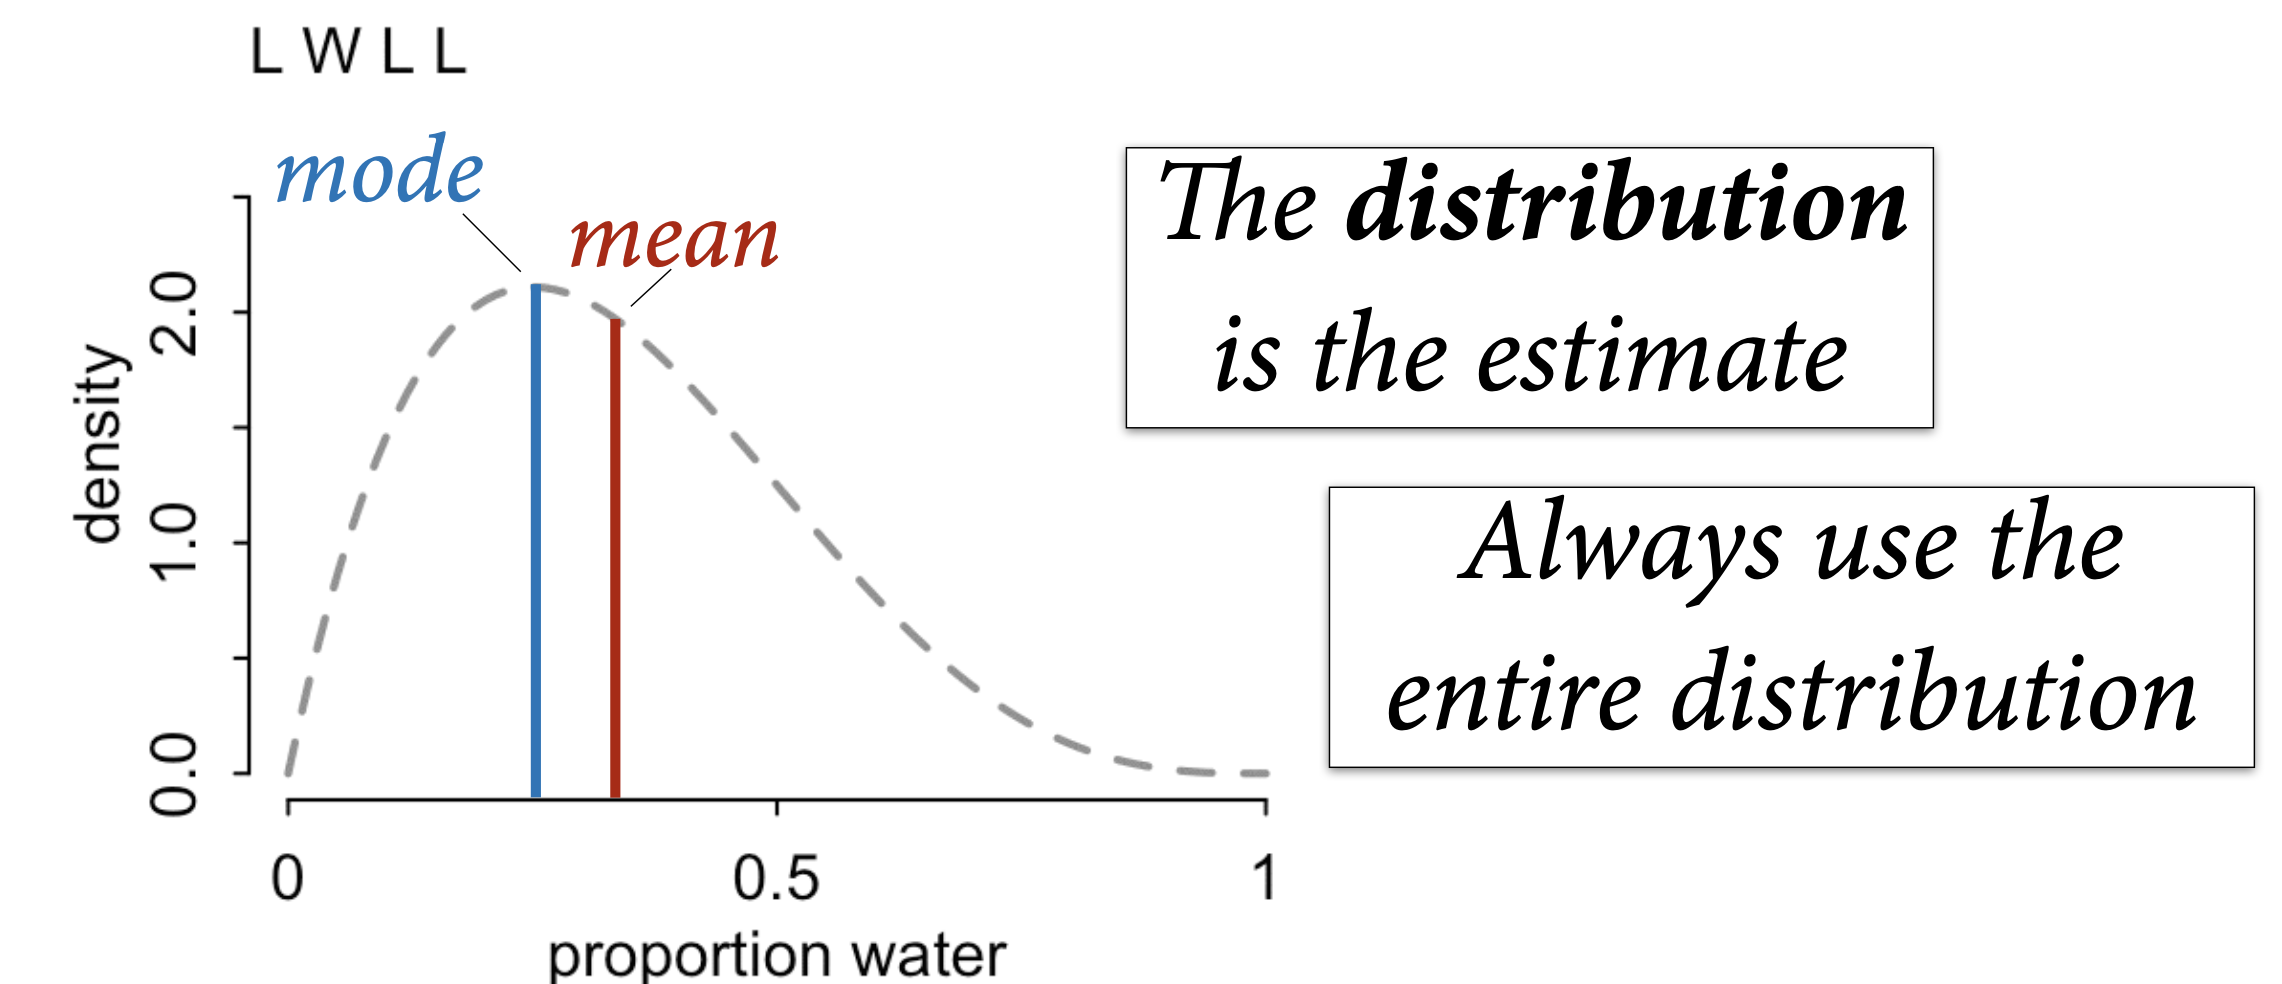 L W L L
mode
mean
2.0
1.0
0.0
density
0
0.5
1
proportion water
The distribution
is the estimate
Always use the
entire distribution